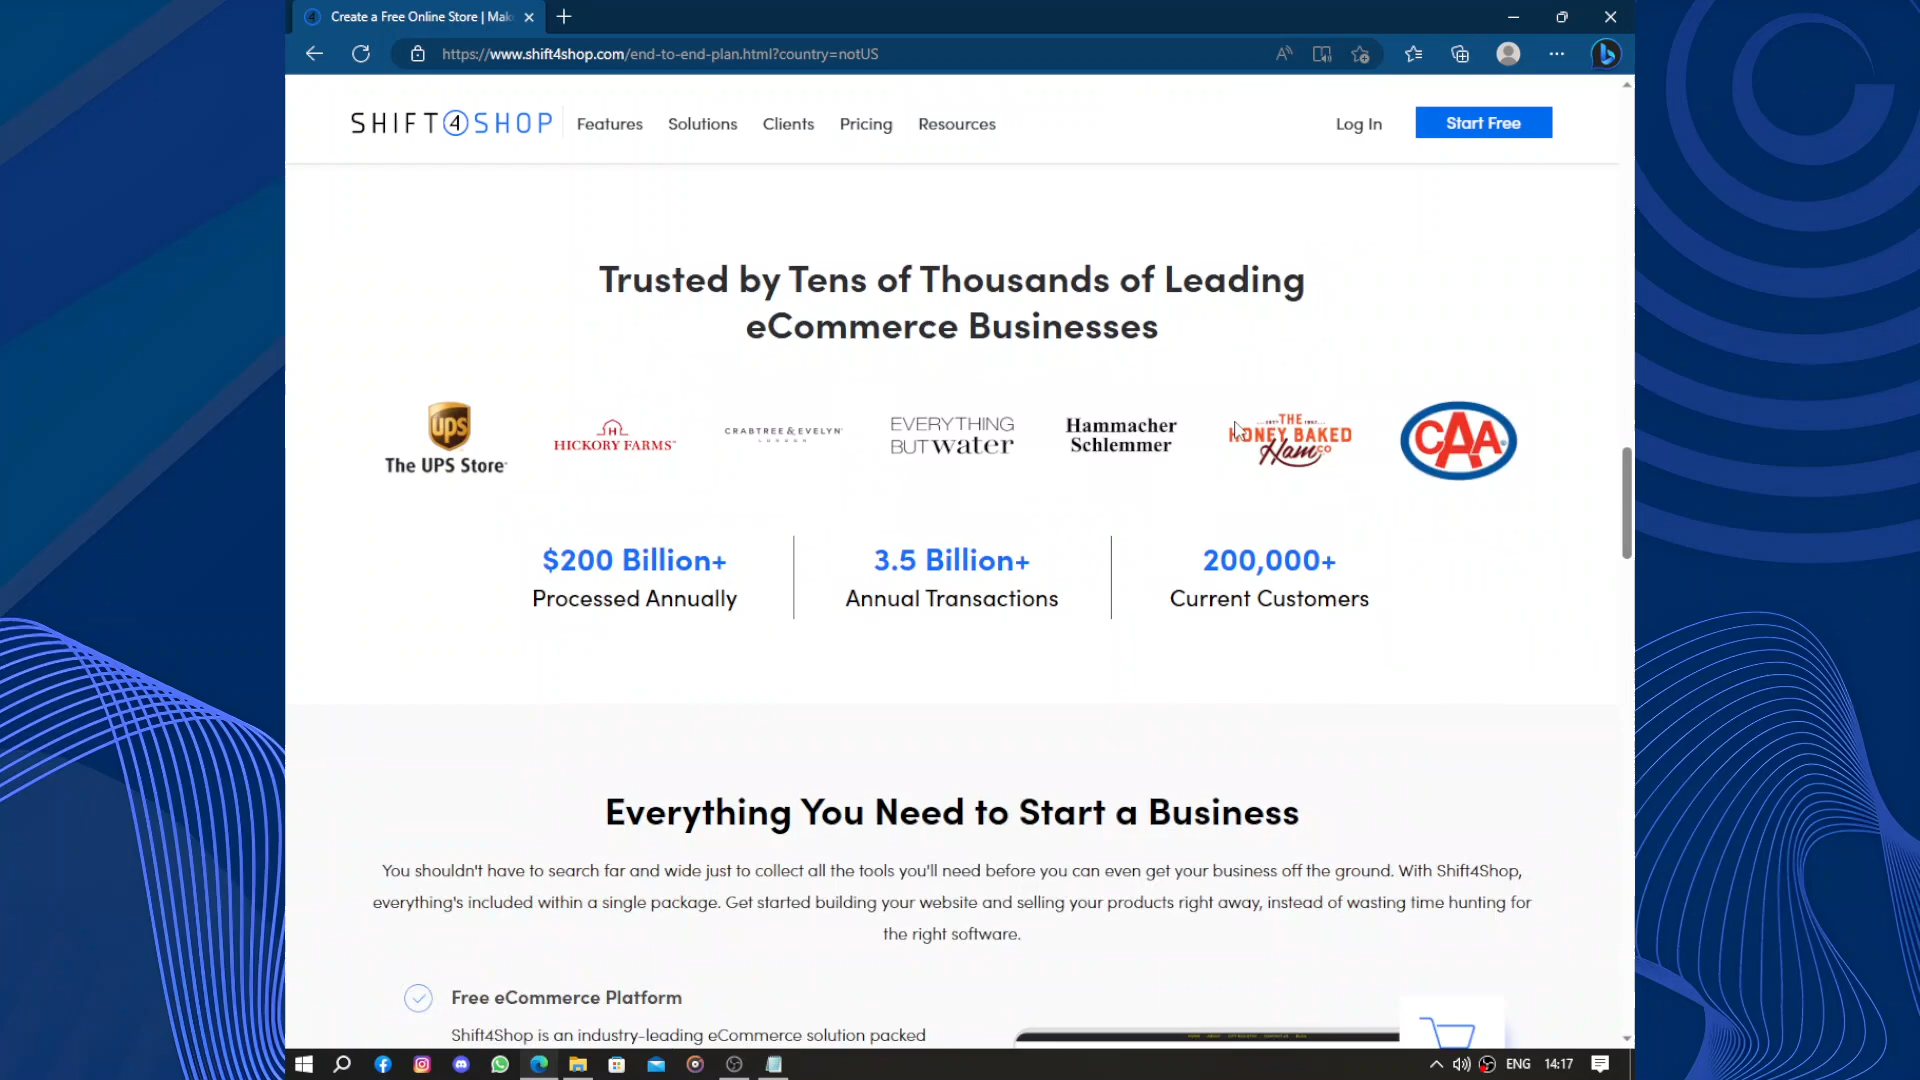 Create a Free Online Store | Mak
https://www.shift4shop.com/end-to-end-plan.html?country=notUS
SHIFT4SHOP Features Solutions Clients Pricing Resources Log In Start Free
Trusted by Tens of Thousands of Leading
eCommerce Businesses
ups
The UPS Store
H
HICKORY FARMS
CRABTREE & EVELYN
LONDON
EVERYTHING
BUT water
Hammacher
Schlemmer
THE
HONEY BAKED
Ham CO
CAA
$200 Billion+ 3.5 Billion+ 200,000+
Processed Annually Annual Transactions Current Customers
Everything You Need to Start a Business
You shouldn't have to search far and wide just to collect all the tools you'll need before you can even get your business off the ground. With Shift4Shop,
everything's included within a single package. Get started building your website and selling your products right away, instead of wasting time hunting for
the right software.
Free eCommerce Platform
Shift4Shop is an industry-leading eCommerce solution packed
ENG 14:17